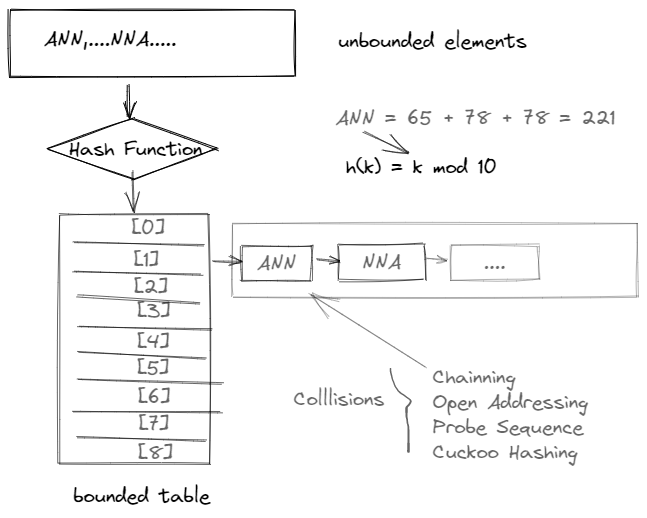 ANN,....NNA.....
unbounded elements
ANN = 65 + 78 + 78 = 221
Hash Function
h(k) = k mod 10
[0]
[1]
ANN
NNA
....
[2]
[3]
[4]
[5]
[6]
[7]
[8]
Colllisions
Chainning
Open Addressing
Probe Sequence
Cuckoo Hashing
bounded table